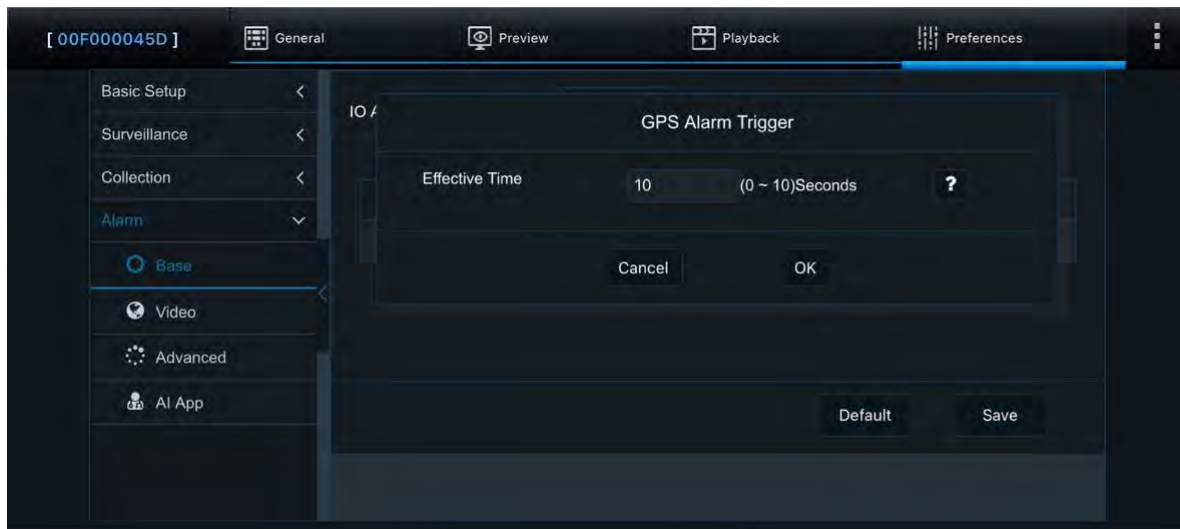 [ 00F000045D ] General Preview Playback Preferences
Basic Setup
IO A
GPS Alarm Trigger
Surveillance
Collection
Effective Time 10 (0 ~ 10)Seconds ?
Alarm
Base
Cancel OK
Video
Advanced
AI App
Default Save